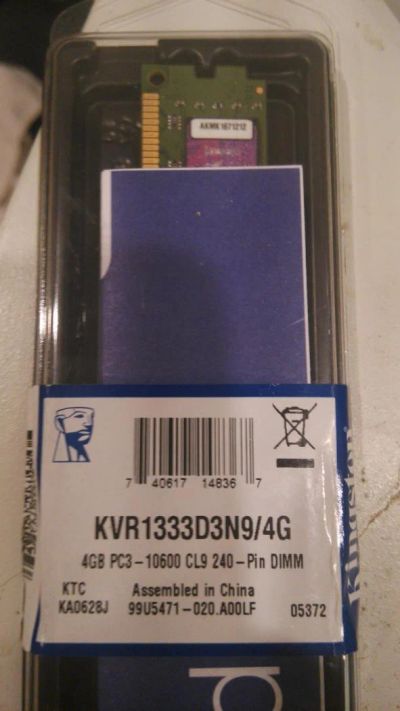 AKMK1671212
7 40617 14836 7
KVR1333D3N9/4G
4GB PC3-10600 CL9 240-Pin DIMM
KTC Assembled in China
KA0628J 99U5471-020.A00LF 05372
Kingston